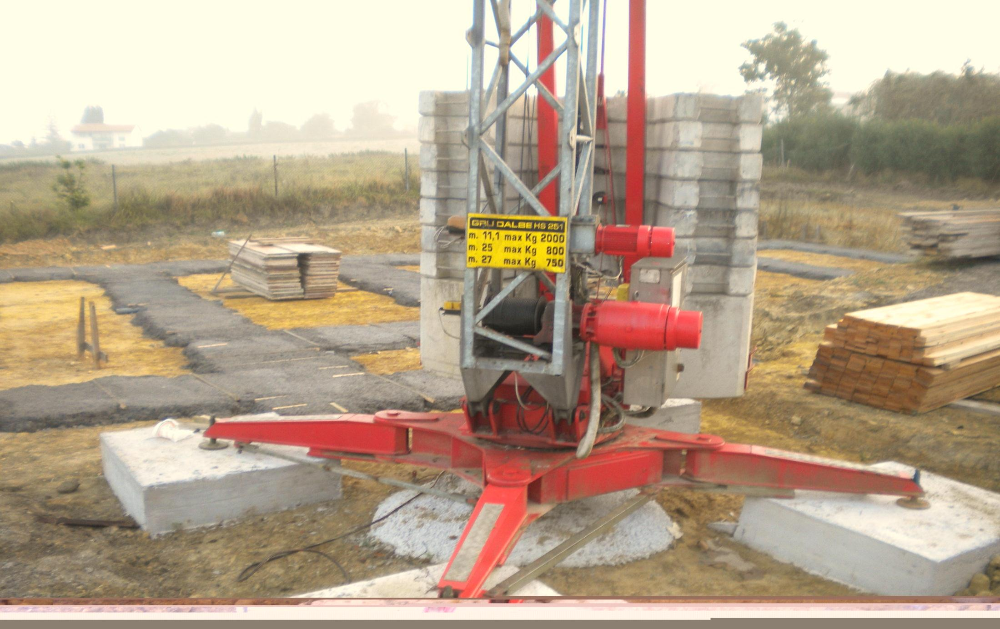 GRU DALBE HS 251
m. 11,1 max Kg 2000
m. 25 max Kg 800
m. 27 max Kg 750